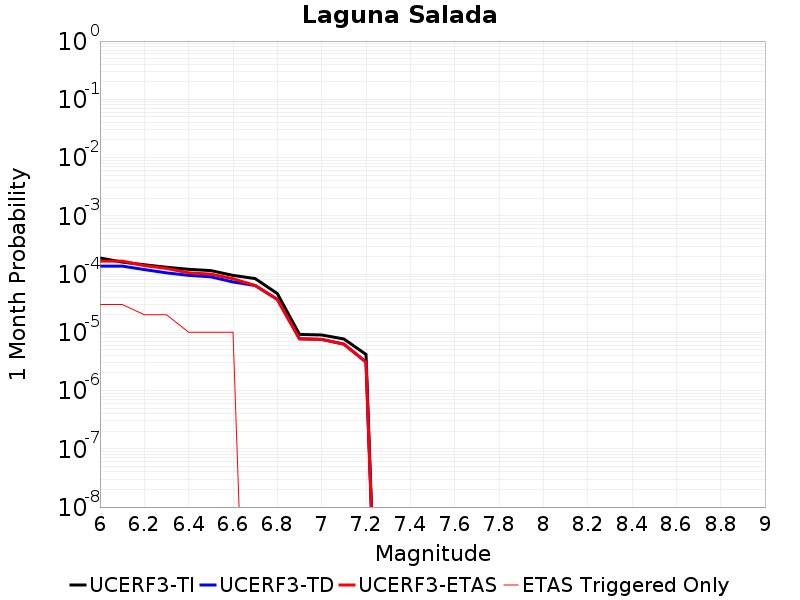 Laguna Salada
1 Month Probability
10^0
10^-1
10^-2
10^-3
10^-4
10^-5
10^-6
10^-7
10^-8
6 6.2 6.4 6.6 6.8 7 7.2 7.4 7.6 7.8 8 8.2 8.4 8.6 8.8 9
Magnitude
UCERF3-TI UCERF3-TD UCERF3-ETAS ETAS Triggered Only